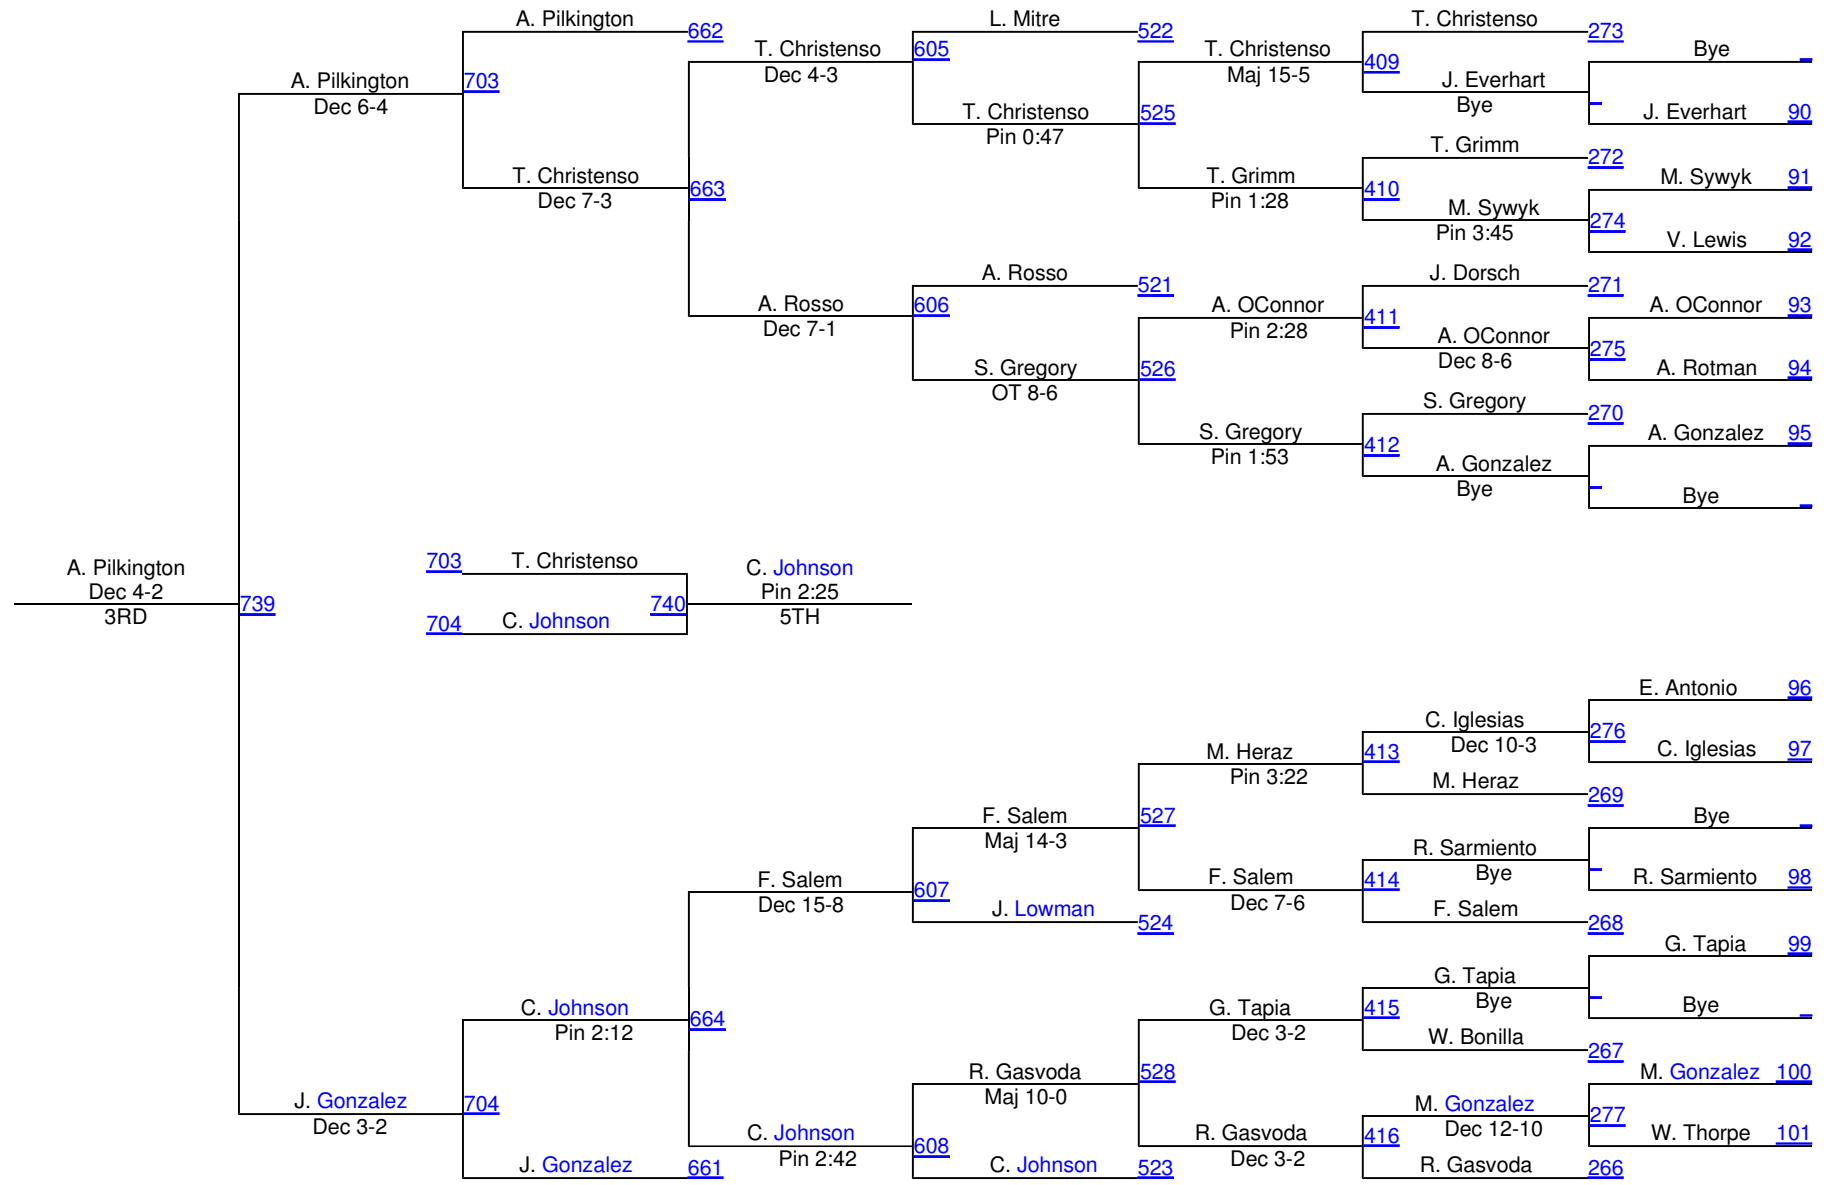 A. Pilkington
662
L. Mitre
522
T. Christenso
273
Bye
T. Christenso
Dec 4-3
605
T. Christenso
Maj 15-5
409
A. Pilkington
Dec 6-4
703
J. Everhart
Bye
J. Everhart
90
T. Christenso
Pin 0:47
525
T. Grimm
272
T. Christenso
Dec 7-3
663
T. Grimm
Pin 1:28
410
M. Sywyk
91
M. Sywyk
Pin 3:45
274
V. Lewis
92
A. Rosso
521
J. Dorsch
271
A. Rosso
Dec 7-1
606
A. OConnor
Pin 2:28
411
A. OConnor
93
A. OConnor
Dec 8-6
275
A. Rotman
94
S. Gregory
OT 8-6
526
S. Gregory
270
S. Gregory
Pin 1:53
412
A. Gonzalez
95
A. Gonzalez
Bye
Bye
A. Pilkington
Dec 4-2
3RD
739
703
T. Christenso
704
C. Johnson
740
C. Johnson
Pin 2:25
5TH
E. Antonio
96
C. Iglesias
Dec 10-3
276
C. Iglesias
97
M. Heraz
Pin 3:22
413
M. Heraz
269
F. Salem
Maj 14-3
527
Bye
R. Sarmiento
Bye
R. Sarmiento
98
F. Salem
Dec 15-8
607
F. Salem
Dec 7-6
414
J. Lowman
524
F. Salem
268
G. Tapia
99
G. Tapia
Bye
Bye
C. Johnson
Pin 2:12
664
G. Tapia
Dec 3-2
415
W. Bonilla
267
R. Gasvoda
Maj 10-0
528
M. Gonzalez
100
J. Gonzalez
Dec 3-2
704
M. Gonzalez
Dec 12-10
277
W. Thorpe
101
C. Johnson
Pin 2:42
608
R. Gasvoda
Dec 3-2
416
J. Gonzalez
661
C. Johnson
523
R. Gasvoda
266